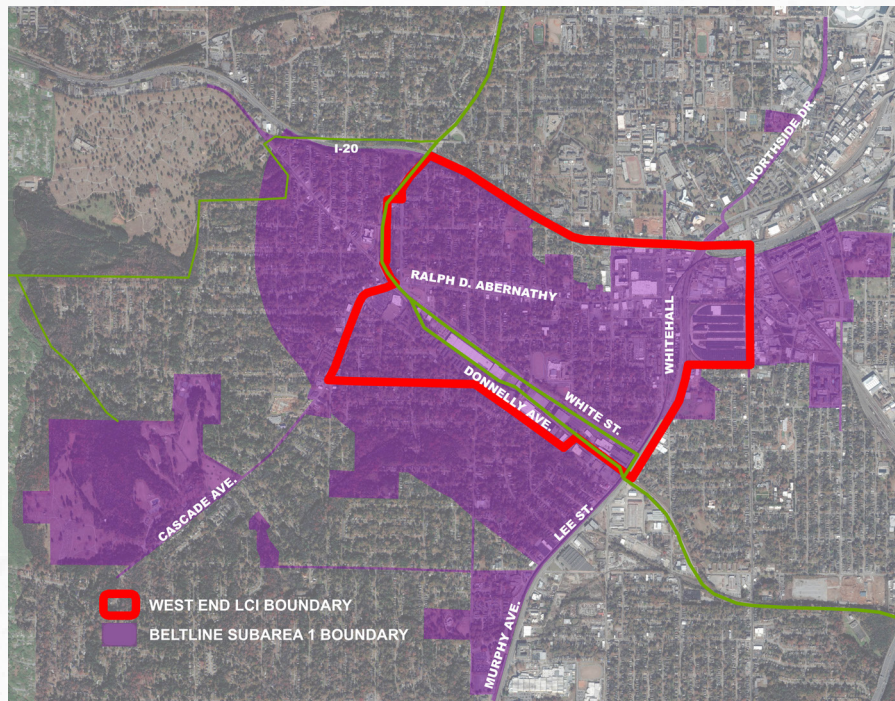 I-20
NORTHSIDE DR.
RALPH D. ABERNATHY
WHITEHALL
WHITE ST.
DONNELLY AVE.
CASCADE AVE.
LEE ST.
MURPHY AVE.
WEST END LCI BOUNDARY
BELTLINE SUBAREA 1 BOUNDARY